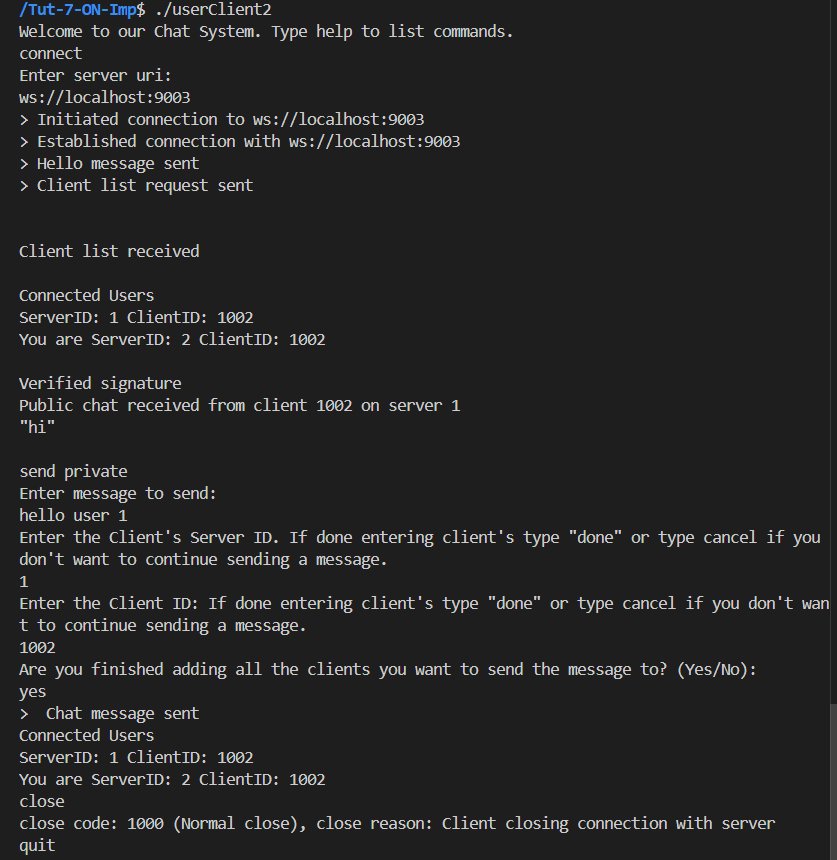 /Tut-7-ON-Imp$ ./userClient2
Welcome to our Chat System. Type help to list commands.
connect
Enter server uri:
ws://localhost:9003
> Initiated connection to ws://localhost:9003
> Established connection with ws://localhost:9003
> Hello message sent
> Client list request sent
Client list received
Connected Users
ServerID: 1 ClientID: 1002
You are ServerID: 2 ClientID: 1002
Verified signature
Public chat received from client 1002 on server 1
"hi"
send private
Enter message to send:
hello user 1
Enter the Client's Server ID. If done entering client's type "done" or type cancel if you
don't want to continue sending a message.
1
Enter the Client ID: If done entering client's type "done" or type cancel if you don't wan
t to continue sending a message.
1002
Are you finished adding all the clients you want to send the message to? (Yes/No):
yes
>  Chat message sent
Connected Users
ServerID: 1 ClientID: 1002
You are ServerID: 2 ClientID: 1002
close
close code: 1000 (Normal close), close reason: Client closing connection with server
quit